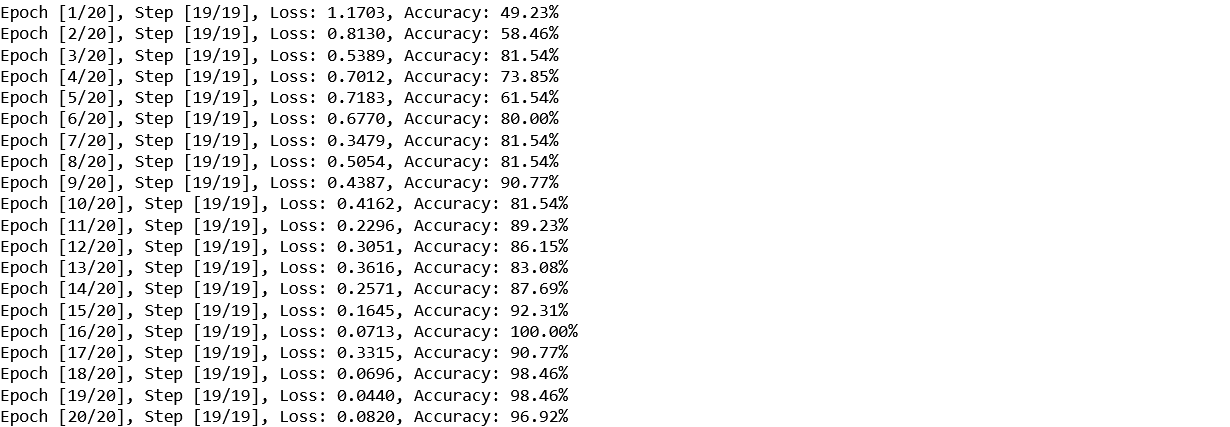 Epoch [1/20], Step [19/19], Loss: 1.1703, Accuracy: 49.23%
Epoch [2/20], Step [19/19], Loss: 0.8130, Accuracy: 58.46%
Epoch [3/20], Step [19/19], Loss: 0.5389, Accuracy: 81.54%
Epoch [4/20], Step [19/19], Loss: 0.7012, Accuracy: 73.85%
Epoch [5/20], Step [19/19], Loss: 0.7183, Accuracy: 61.54%
Epoch [6/20], Step [19/19], Loss: 0.6770, Accuracy: 80.00%
Epoch [7/20], Step [19/19], Loss: 0.3479, Accuracy: 81.54%
Epoch [8/20], Step [19/19], Loss: 0.5054, Accuracy: 81.54%
Epoch [9/20], Step [19/19], Loss: 0.4387, Accuracy: 90.77%
Epoch [10/20], Step [19/19], Loss: 0.4162, Accuracy: 81.54%
Epoch [11/20], Step [19/19], Loss: 0.2296, Accuracy: 89.23%
Epoch [12/20], Step [19/19], Loss: 0.3051, Accuracy: 86.15%
Epoch [13/20], Step [19/19], Loss: 0.3616, Accuracy: 83.08%
Epoch [14/20], Step [19/19], Loss: 0.2571, Accuracy: 87.69%
Epoch [15/20], Step [19/19], Loss: 0.1645, Accuracy: 92.31%
Epoch [16/20], Step [19/19], Loss: 0.0713, Accuracy: 100.00%
Epoch [17/20], Step [19/19], Loss: 0.3315, Accuracy: 90.77%
Epoch [18/20], Step [19/19], Loss: 0.0696, Accuracy: 98.46%
Epoch [19/20], Step [19/19], Loss: 0.0440, Accuracy: 98.46%
Epoch [20/20], Step [19/19], Loss: 0.0820, Accuracy: 96.92%